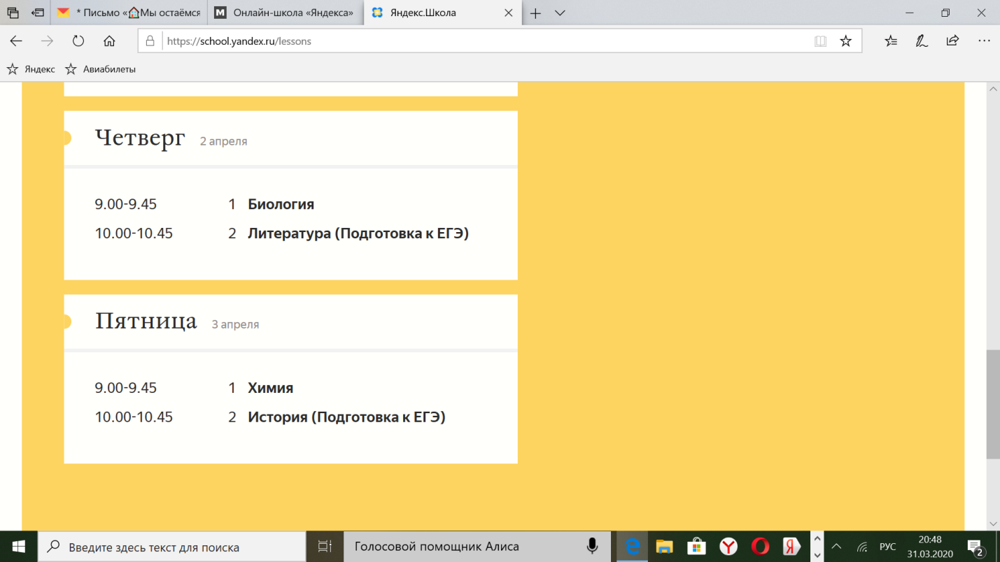 * Письмо «🏠Мы остаёмся
Онлайн-школа «Яндекса»
Яндекс.Школа
https://school.yandex.ru/lessons
Яндекс
Авиабилеты
Четверг 2 апреля
9.00-9.45 1 Биология
10.00-10.45 2 Литература (Подготовка к ЕГЭ)
Пятница 3 апреля
9.00-9.45 1 Химия
10.00-10.45 2 История (Подготовка к ЕГЭ)
Введите здесь текст для поиска
Голосовой помощник Алиса
РУС
20:48
31.03.2020
2